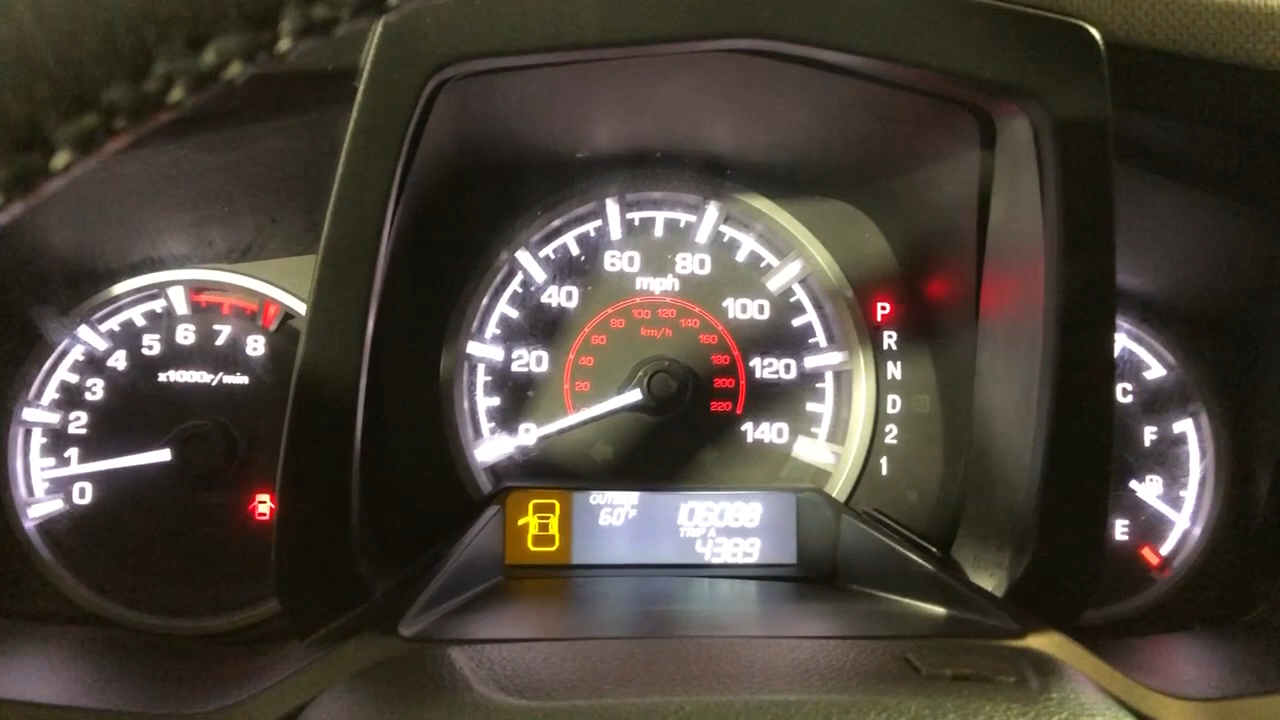 0 1 2 3 4 5 6 7 8
x1000r/min
0 20 40 60 80 100 120 140
mph
20 40 60 80 100 120 140 160 180 200 220
km/h
P
R
N
D
2
1
C
F
E
OUTSIDE
60°F
106088
TRIP A
4389